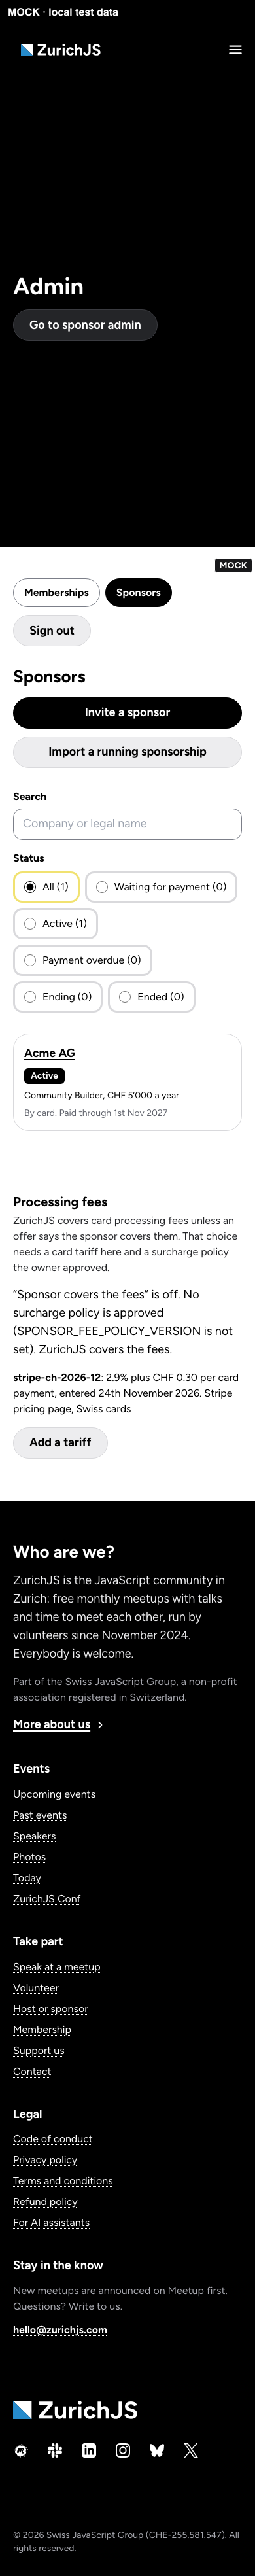 MOCK · local test data
ZurichJS
Admin
Go to sponsor admin
MOCK
Memberships
Sponsors
Sign out
Sponsors
Invite a sponsor
Import a running sponsorship
Search
Company or legal name
Status
All (1)
Waiting for payment (0)
Active (1)
Payment overdue (0)
Ending (0)
Ended (0)
Acme AG
Active
Community Builder, CHF 5’000 a year
By card. Paid through 1st Nov 2027
Processing fees
ZurichJS covers card processing fees unless an
offer says the sponsor covers them. That choice
needs a card tariff here and a surcharge policy
the owner approved.
“Sponsor covers the fees” is off. No
surcharge policy is approved
(SPONSOR_FEE_POLICY_VERSION is not
set). ZurichJS covers the fees.
stripe-ch-2026-12: 2.9% plus CHF 0.30 per card
payment, entered 24th November 2026. Stripe
pricing page, Swiss cards
Add a tariff
Who are we?
ZurichJS is the JavaScript community in
Zurich: free monthly meetups with talks
and time to meet each other, run by
volunteers since November 2024.
Everybody is welcome.
Part of the Swiss JavaScript Group, a non-profit
association registered in Switzerland.
More about us
Events
Upcoming events
Past events
Speakers
Photos
Today
ZurichJS Conf
Take part
Speak at a meetup
Volunteer
Host or sponsor
Membership
Support us
Contact
Legal
Code of conduct
Privacy policy
Terms and conditions
Refund policy
For AI assistants
Stay in the know
New meetups are announced on Meetup first.
Questions? Write to us.
hello@zurichjs.com
ZurichJS
© 2026 Swiss JavaScript Group (CHE-255.581.547). All
rights reserved.